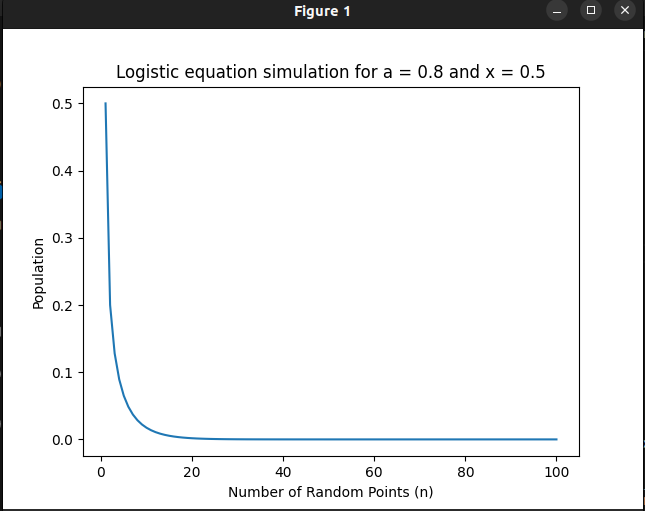 Figure 1
Logistic equation simulation for a = 0.8 and x = 0.5
0.5
0.4
0.3
0.2
0.1
0.0
Population
0 20 40 60 80 100
Number of Random Points (n)